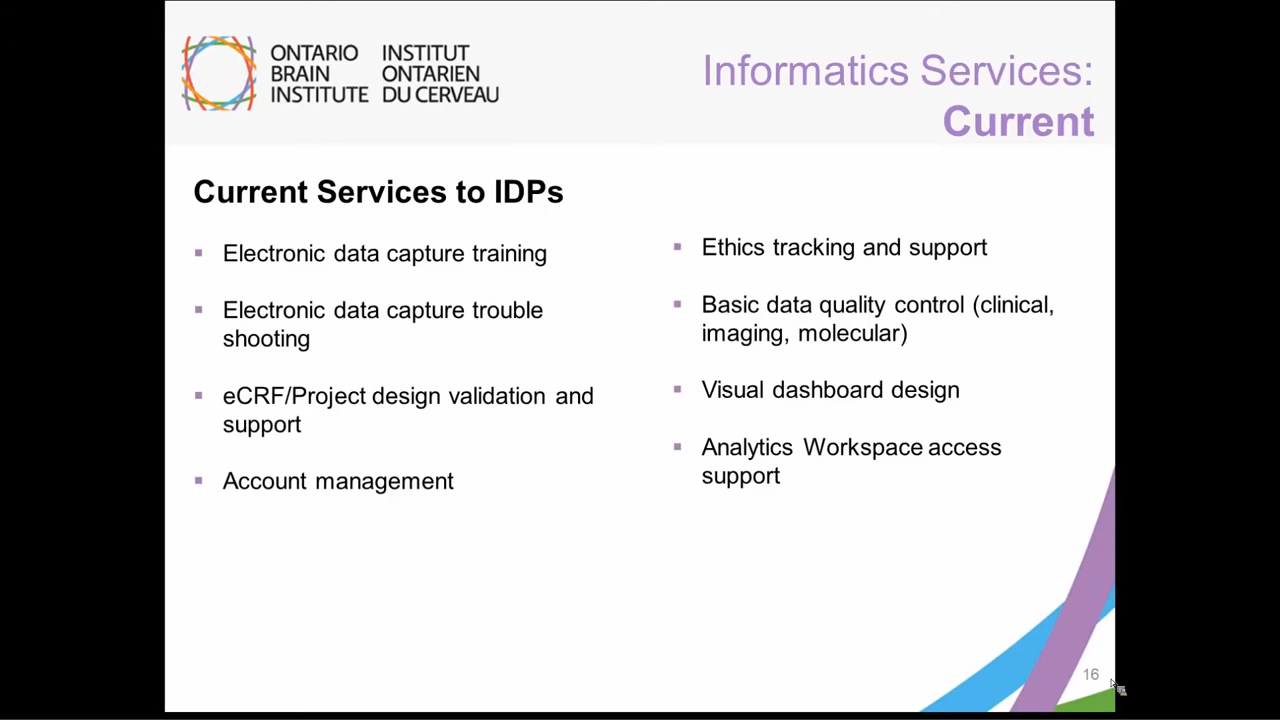 ONTARIO
BRAIN
INSTITUTE
INSTITUT
ONTARIEN
DU CERVEAU
Informatics Services:
Current
Current Services to IDPs
▪ Electronic data capture training
▪ Electronic data capture trouble
shooting
▪ eCRF/Project design validation and
support
▪ Account management
▪ Ethics tracking and support
▪ Basic data quality control (clinical,
imaging, molecular)
▪ Visual dashboard design
▪ Analytics Workspace access
support
16